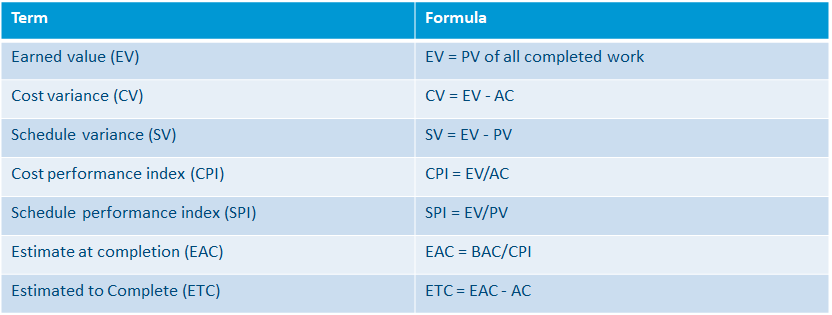 Term Formula
Earned value (EV) EV = PV of all completed work
Cost variance (CV) CV = EV - AC
Schedule variance (SV) SV = EV - PV
Cost performance index (CPI) CPI = EV/AC
Schedule performance index (SPI) SPI = EV/PV
Estimate at completion (EAC) EAC = BAC/CPI
Estimated to Complete (ETC) ETC = EAC - AC